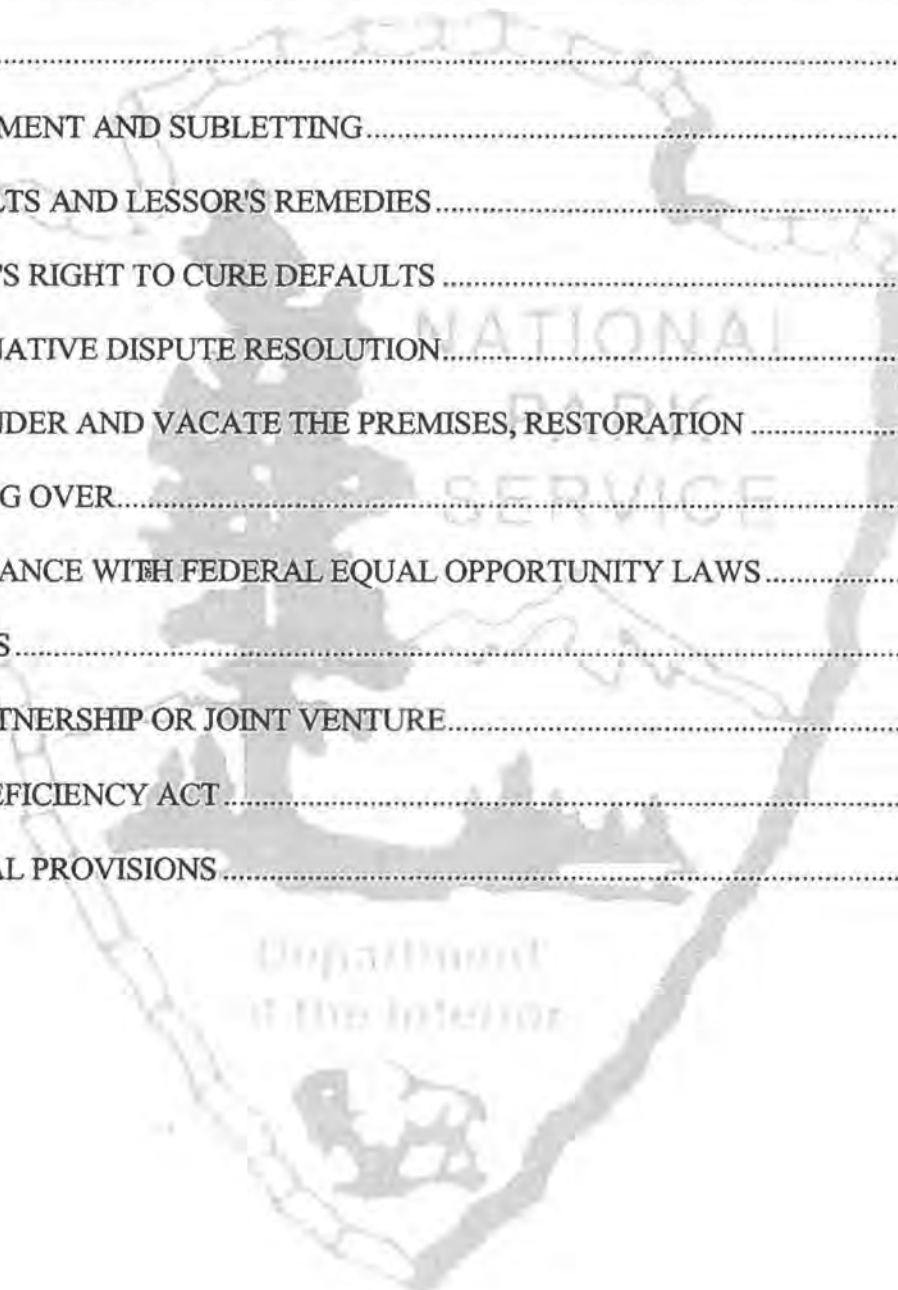 ................................................................
MENT AND SUBLETTING................................................................
LTS AND LESSOR'S REMEDIES................................................................
'S RIGHT TO CURE DEFAULTS................................................................
NATIVE DISPUTE RESOLUTION................................................................
NATIONAL
NDER AND VACATE THE PREMISES, RESTORATION................................
PARK
G OVER................................................................
SERVICE
ANCE WITH FEDERAL EQUAL OPPORTUNITY LAWS................................
S................................................................
TNERSHIP OR JOINT VENTURE................................................................
EFICIENCY ACT................................................................
AL PROVISIONS................................................................
Department
of the Interior